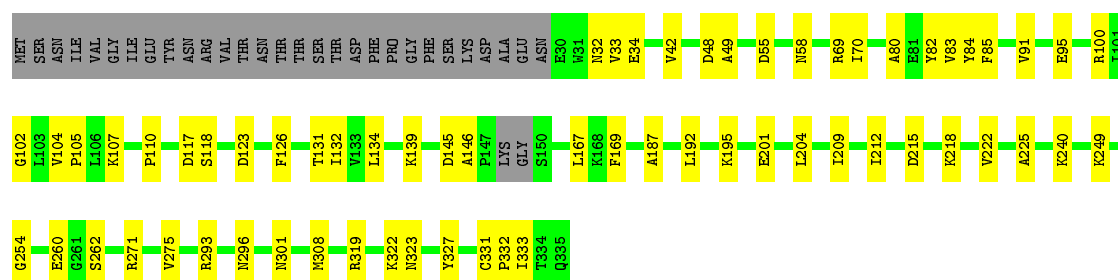 MET SER ASN ILE VAL GLY ILE GLU TYR ASN ARG VAL THR ASN THR THR SER THR ASP PHE PRO GLY PHE SER LYS ASP ALA GLU ASN E30 W31 N32 V33 E34 V42 D48 A49 D55 N58 R69 I70 A80 E81 Y82 V83 Y84 F85 V91 E95 R100 I101
G102 L103 V104 P105 L106 K107 P110 D117 S118 D123 F126 T131 I132 V133 L134 K139 D145 A146 P147 LYS GLY S150 L167 K168 F169 A187 L192 K195 E201 L204 I209 I212 D215 K218 V222 A225 K240 K249
G254 E260 G261 S262 R271 V275 R293 N296 N301 M308 R319 K322 N323 Y327 C331 P332 I333 T334 Q335